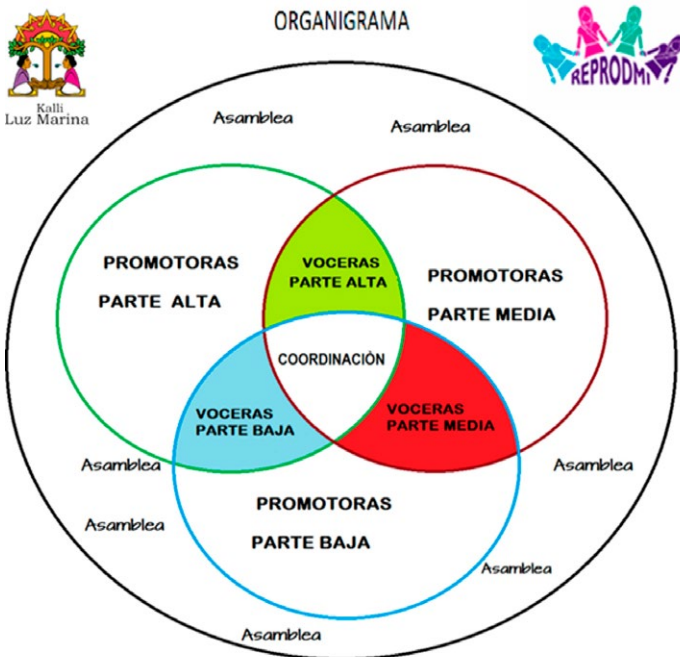 ORGANIGRAMA
Kalli
Luz Marina
REPRODMI
Asamblea
Asamblea
PROMOTORAS
PARTE ALTA
VOCERAS
PARTE ALTA
PROMOTORAS
PARTE MEDIA
COORDINACIÓN
VOCERAS
PARTE BAJA
VOCERAS
PARTE MEDIA
Asamblea
Asamblea
Asamblea
PROMOTORAS
PARTE BAJA
Asamblea
Asamblea